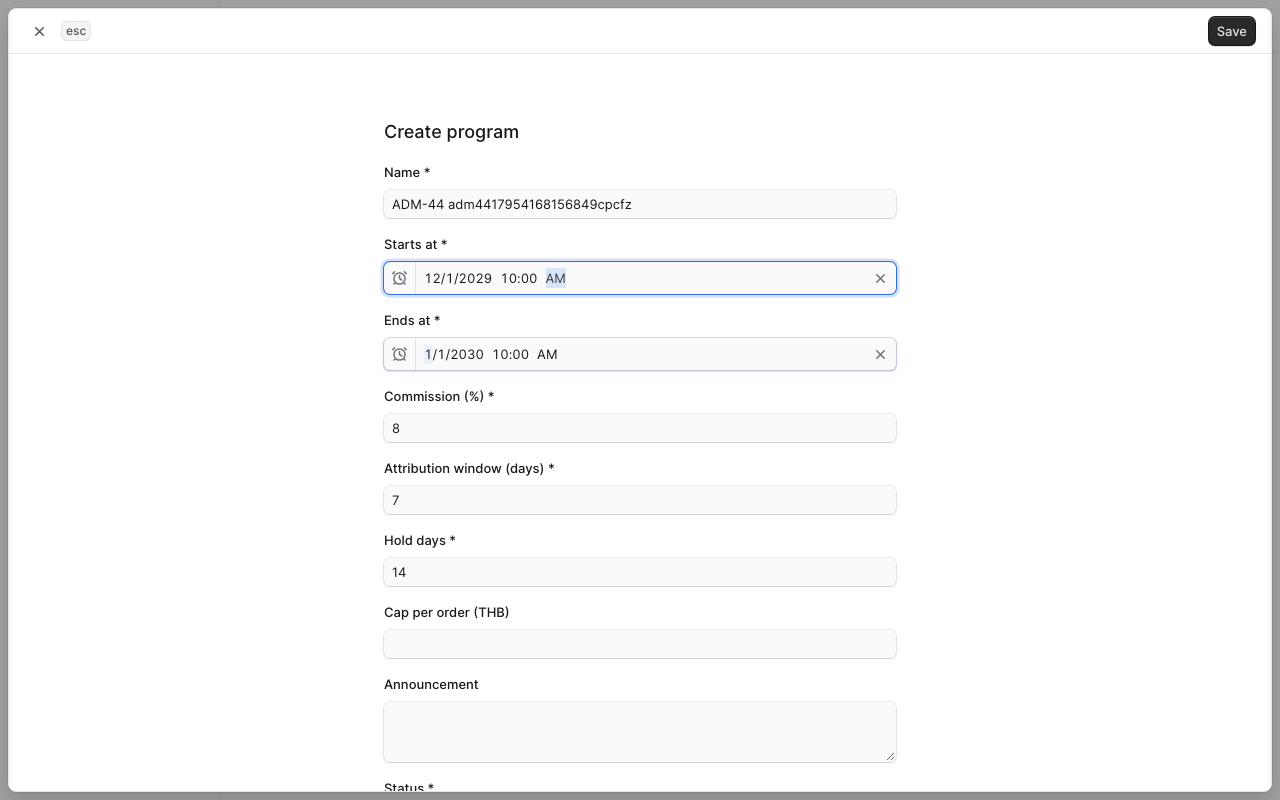 esc
Save
Create program
Name *
ADM-44 adm4417954168156849cpcfz
Starts at *
12/1/2029 10:00 AM
Ends at *
1/1/2030 10:00 AM
Commission (%) *
8
Attribution window (days) *
7
Hold days *
14
Cap per order (THB)
Announcement
Status *